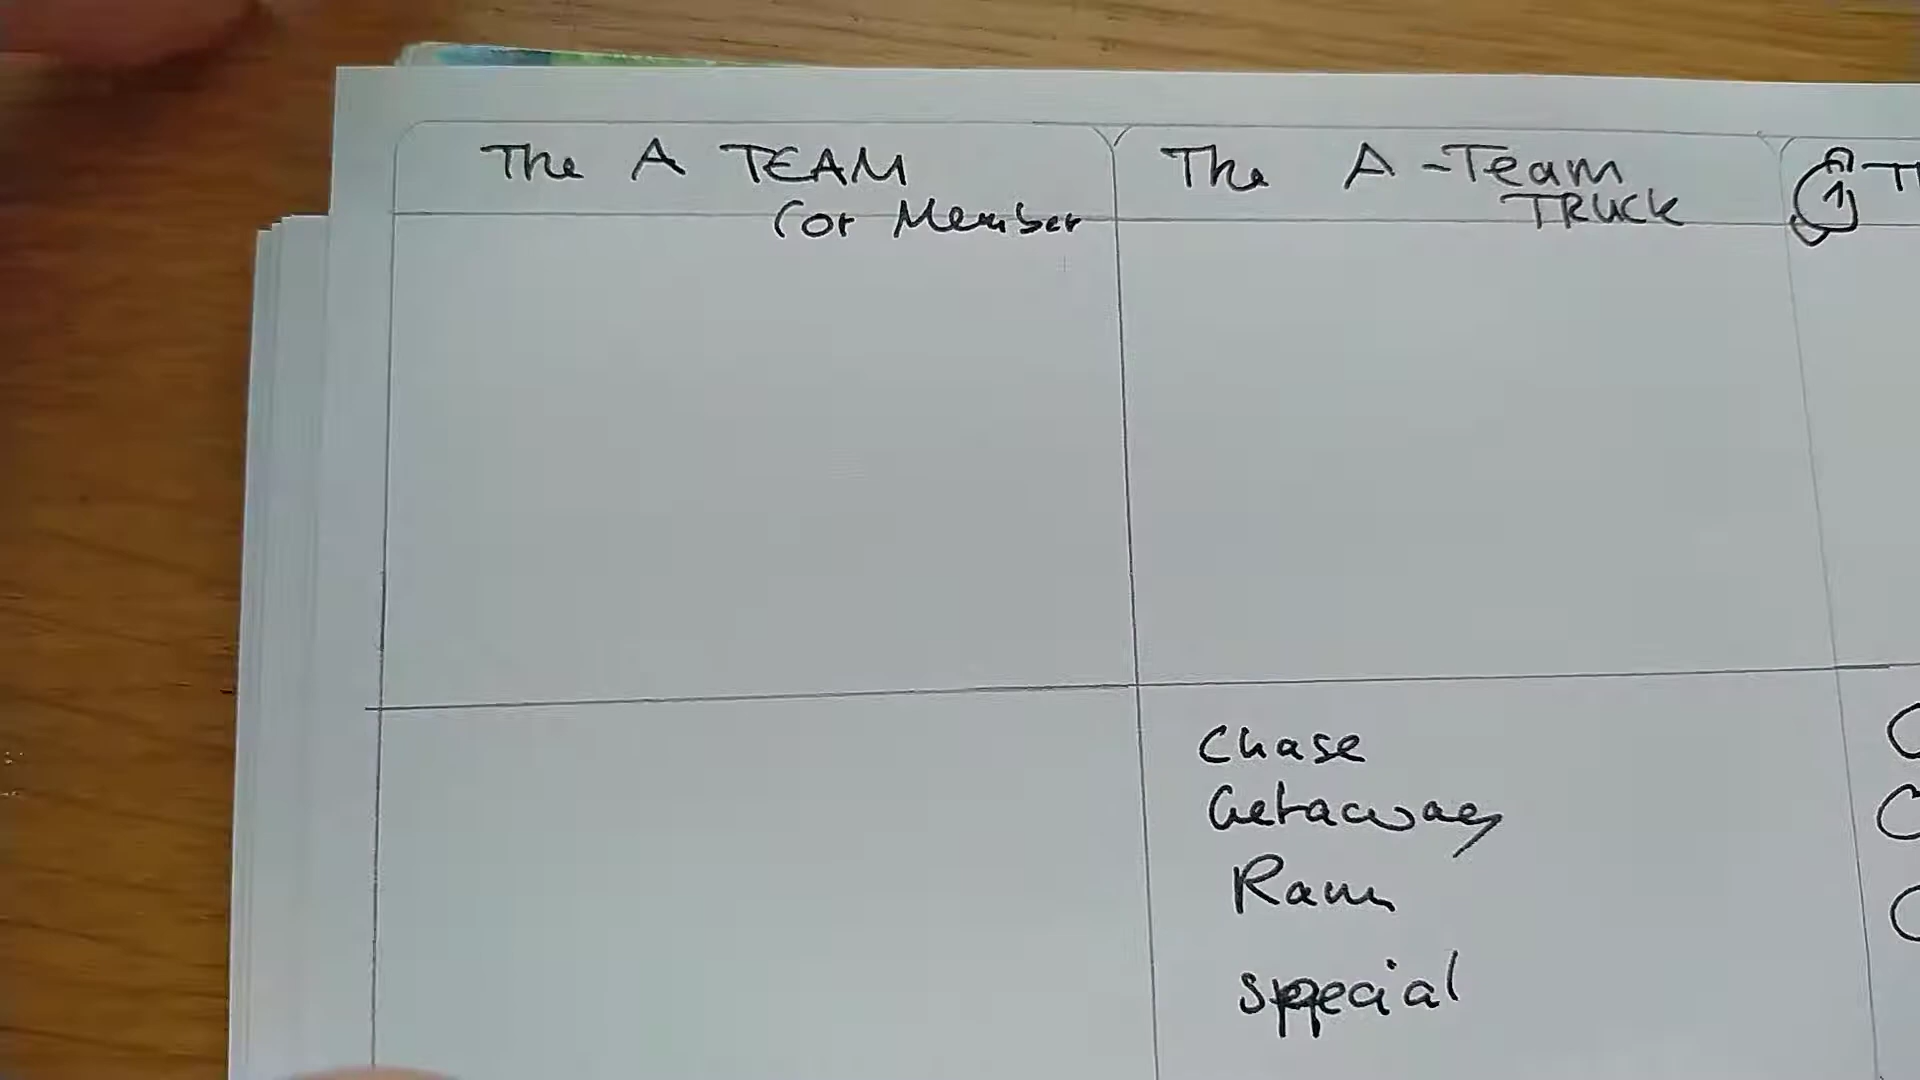 The A TEAM
(or Member
The A-Team
TRUCK
Chase
Getaway
Ram
special